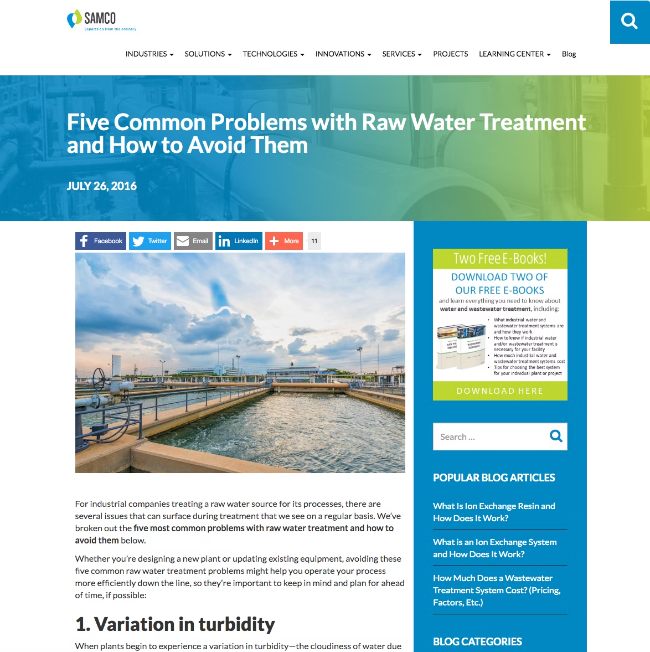 SAMCO
INDUSTRIES SOLUTIONS TECHNOLOGIES INNOVATIONS SERVICES PROJECTS LEARNING CENTER Blog
Five Common Problems with Raw Water Treatment
and How to Avoid Them
JULY 26, 2016
Facebook Twitter Email LinkedIn More 11
For industrial companies treating a raw water source for its processes, there are
several issues that can surface during treatment that we see on a regular basis. We've
broken out the five most common problems with raw water treatment and how to
avoid them below.
Whether you're designing a new plant or updating existing equipment, avoiding these
five common raw water treatment problems might help you operate your process
more efficiently down the line, so they're important to keep in mind and plan for ahead
of time, if possible:
1. Variation in turbidity
When plants begin to experience a variation in turbidity—the cloudiness of water due
Two Free E-Books!
DOWNLOAD TWO OF
OUR FREE E-BOOKS
and learn everything you need to know about
water and wastewater treatment, including:
• What industrial water and
wastewater treatment systems are
and how they work
• How to know if industrial water
and/or wastewater treatment is
necessary for your facility
• How much industrial water and
wastewater treatment systems cost
• Tips for choosing the best system
for your individual plant or project
DOWNLOAD HERE
Search ...
POPULAR BLOG ARTICLES
What Is Ion Exchange Resin and
How Does It Work?
What is an Ion Exchange System
and How Does It Work?
How Much Does a Wastewater
Treatment System Cost? (Pricing,
Factors, Etc.)
BLOG CATEGORIES